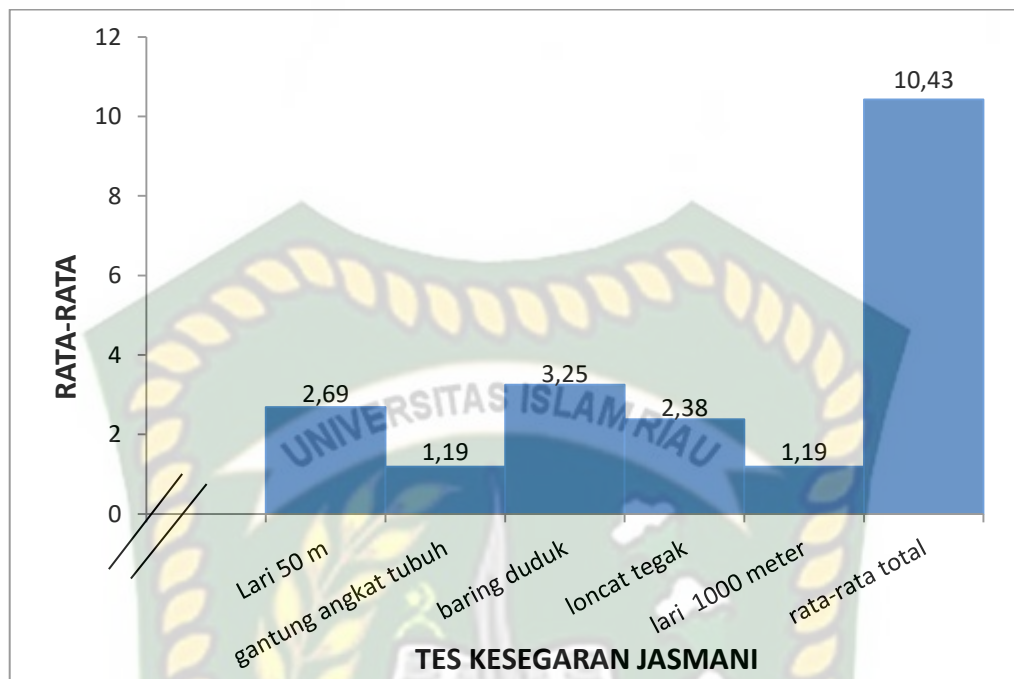 12
10
8
6
4
2
0
RATA-RATA
10,43
2,69
1,19
3,25
2,38
1,19
UNIVERSITAS ISLAM RIAU
Lari 50 m
gantung angkat tubuh
baring duduk
loncat tegak
lari 1000 meter
rata-rata total
TES KESEGARAN JASMANI